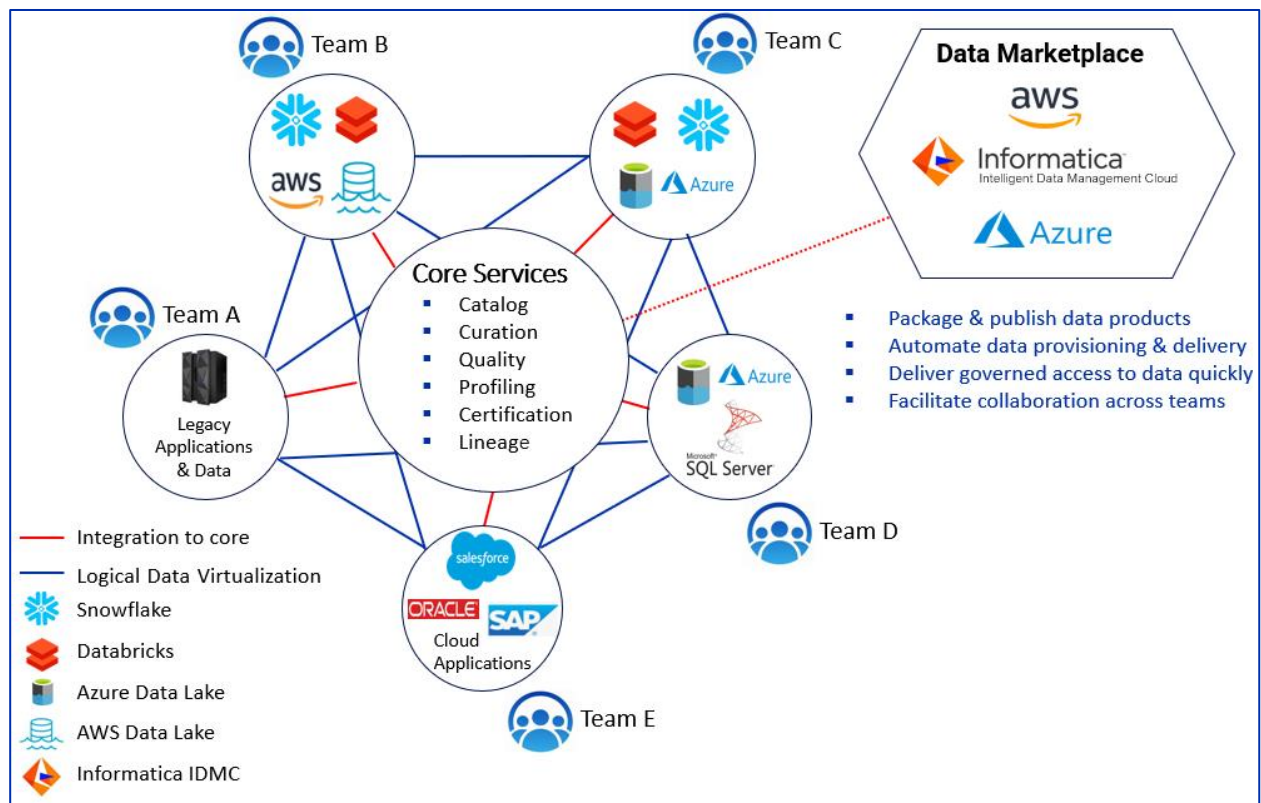 Team B
Team C
Data Marketplace
aws
Informatica™
Intelligent Data Management Cloud
Azure
aws
Azure
Core Services
▪ Catalog
▪ Curation
▪ Quality
▪ Profiling
▪ Certification
▪ Lineage
Team A
Legacy
Applications
& Data
Azure
Microsoft®
SQL Server
▪ Package & publish data products
▪ Automate data provisioning & delivery
▪ Deliver governed access to data quickly
▪ Facilitate collaboration across teams
Team D
salesforce
ORACLE
SAP
Cloud
Applications
Team E
Integration to core
Logical Data Virtualization
Snowflake
Databricks
Azure Data Lake
AWS Data Lake
Informatica IDMC